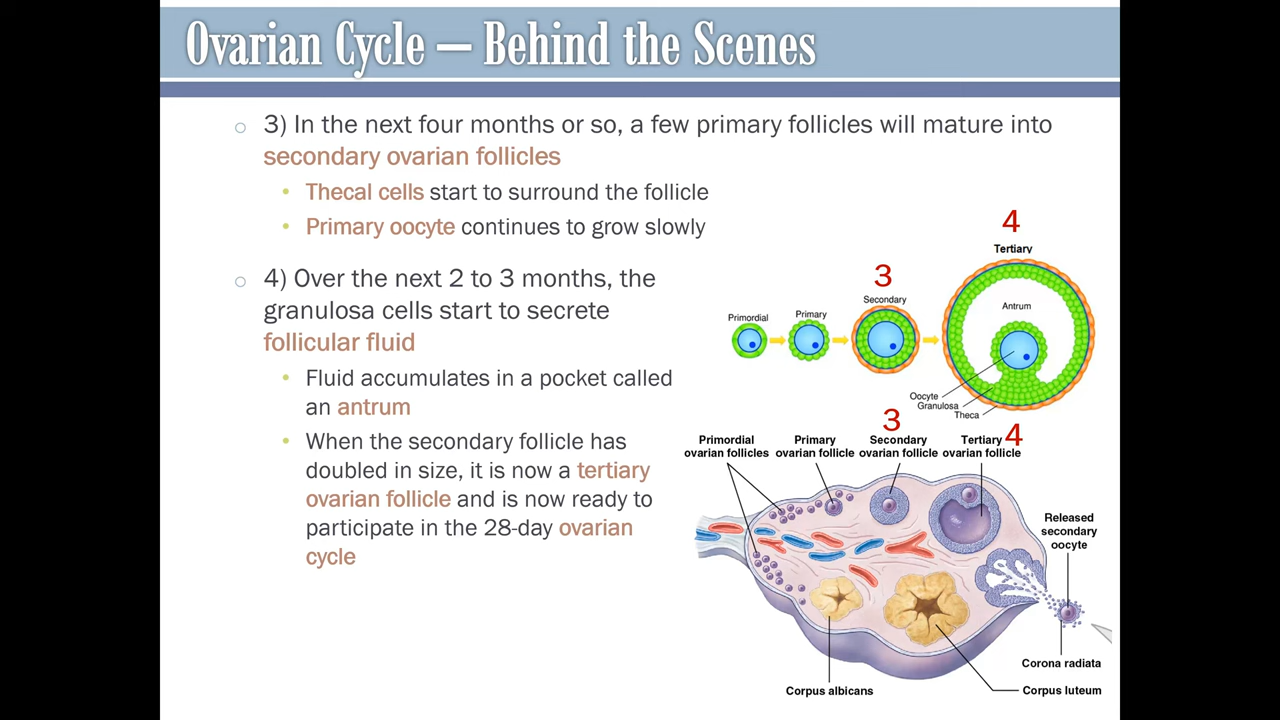 Ovarian Cycle – Behind the Scenes
3) In the next four months or so, a few primary follicles will mature into
secondary ovarian follicles
Thecal cells start to surround the follicle
Primary oocyte continues to grow slowly
4) Over the next 2 to 3 months, the
granulosa cells start to secrete
follicular fluid
Fluid accumulates in a pocket called
an antrum
When the secondary follicle has
doubled in size, it is now a tertiary
ovarian follicle and is now ready to
participate in the 28-day ovarian
cycle
4
Tertiary
3
Secondary
Primary
Primordial
Antrum
Oocyte
Granulosa
Theca
3
4
Primordial
ovarian follicles
Primary
ovarian follicle
Secondary
ovarian follicle
Tertiary
ovarian follicle
Released
secondary
oocyte
Corona radiata
Corpus albicans
Corpus luteum